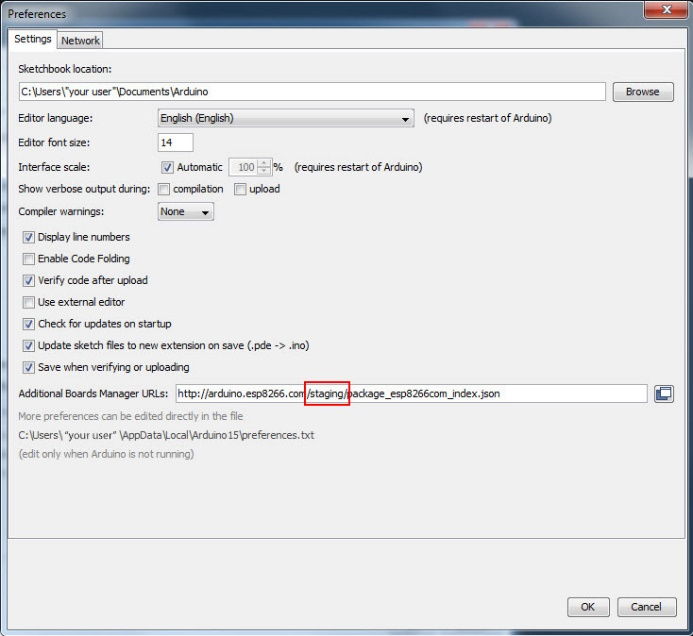 Preferences
Settings Network
Sketchbook location:
C:\Users\"your user"\Documents\Arduino Browse
Editor language: English (English) (requires restart of Arduino)
Editor font size: 14
Interface scale: Automatic 100 % (requires restart of Arduino)
Show verbose output during: compilation upload
Compiler warnings: None
Display line numbers
Enable Code Folding
Verify code after upload
Use external editor
Check for updates on startup
Update sketch files to new extension on save (.pde -> .ino)
Save when verifying or uploading
Additional Boards Manager URLs: http://arduino.esp8266.com/staging/package_esp8266com_index.json
More preferences can be edited directly in the file
C:\Users\ "your user" \AppData\Local\Arduino15\preferences.txt
(edit only when Arduino is not running)
OK Cancel